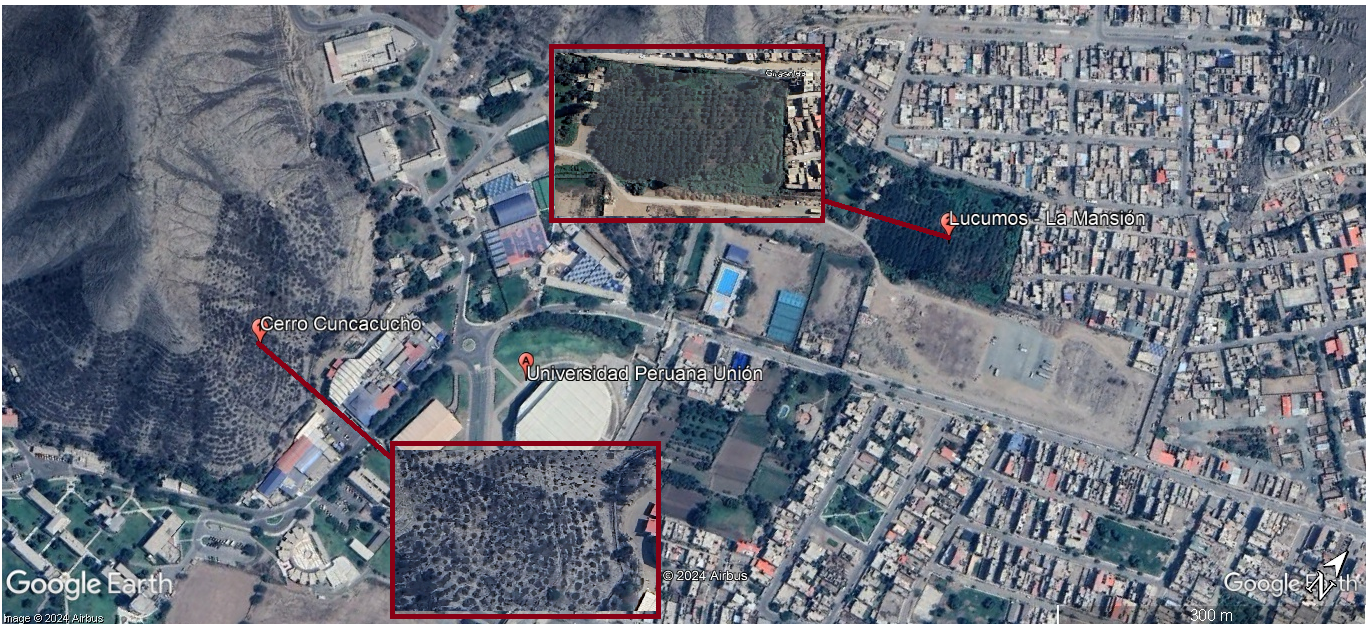 Lucumos - La Mansión
Cerro Cuncacucho
A
Universidad Peruana Unión
Google Earth
© 2024 Airbus
Google Earth
Image © 2024 Airbus
N
300 m